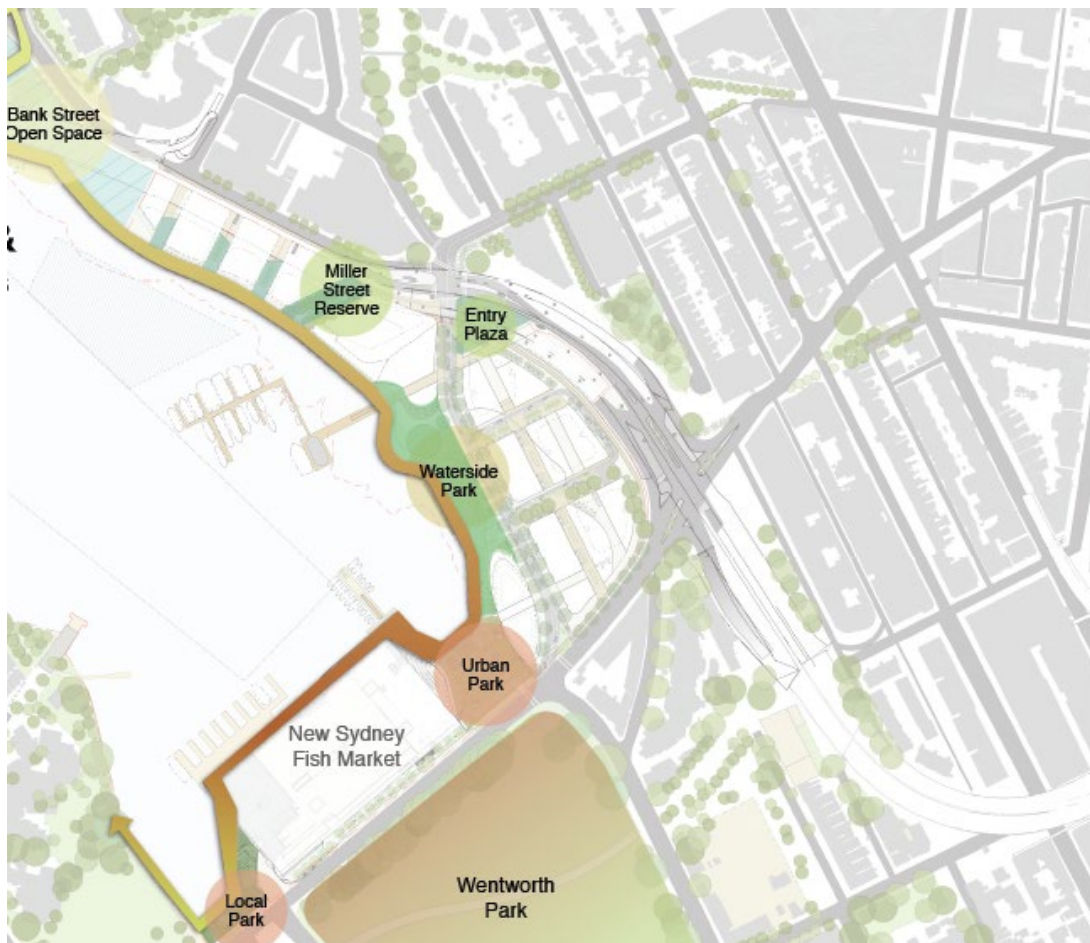 Bank Street
Open Space
&
Miller
Street
Reserve
Entry
Plaza
Waterside
Park
Urban
Park
New Sydney
Fish Market
Wentworth
Park
Local
Park